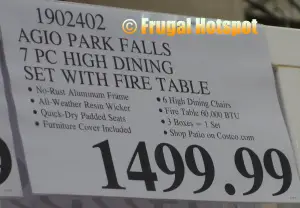 © Frugal Hotspot
1902402
AGIO PARK FALLS
7 PC HIGH DINING
SET WITH FIRE TABLE
• No-Rust Aluminum Frame
• All-Weather Resin Wicker
• Quick-Dry Padded Seats
• Furniture Cover Included
• 6 High Dining Chairs
• Fire Table 60,000 BTU
• 3 Boxes = 1 Set
• Shop Patio on Costco.com
1499.99